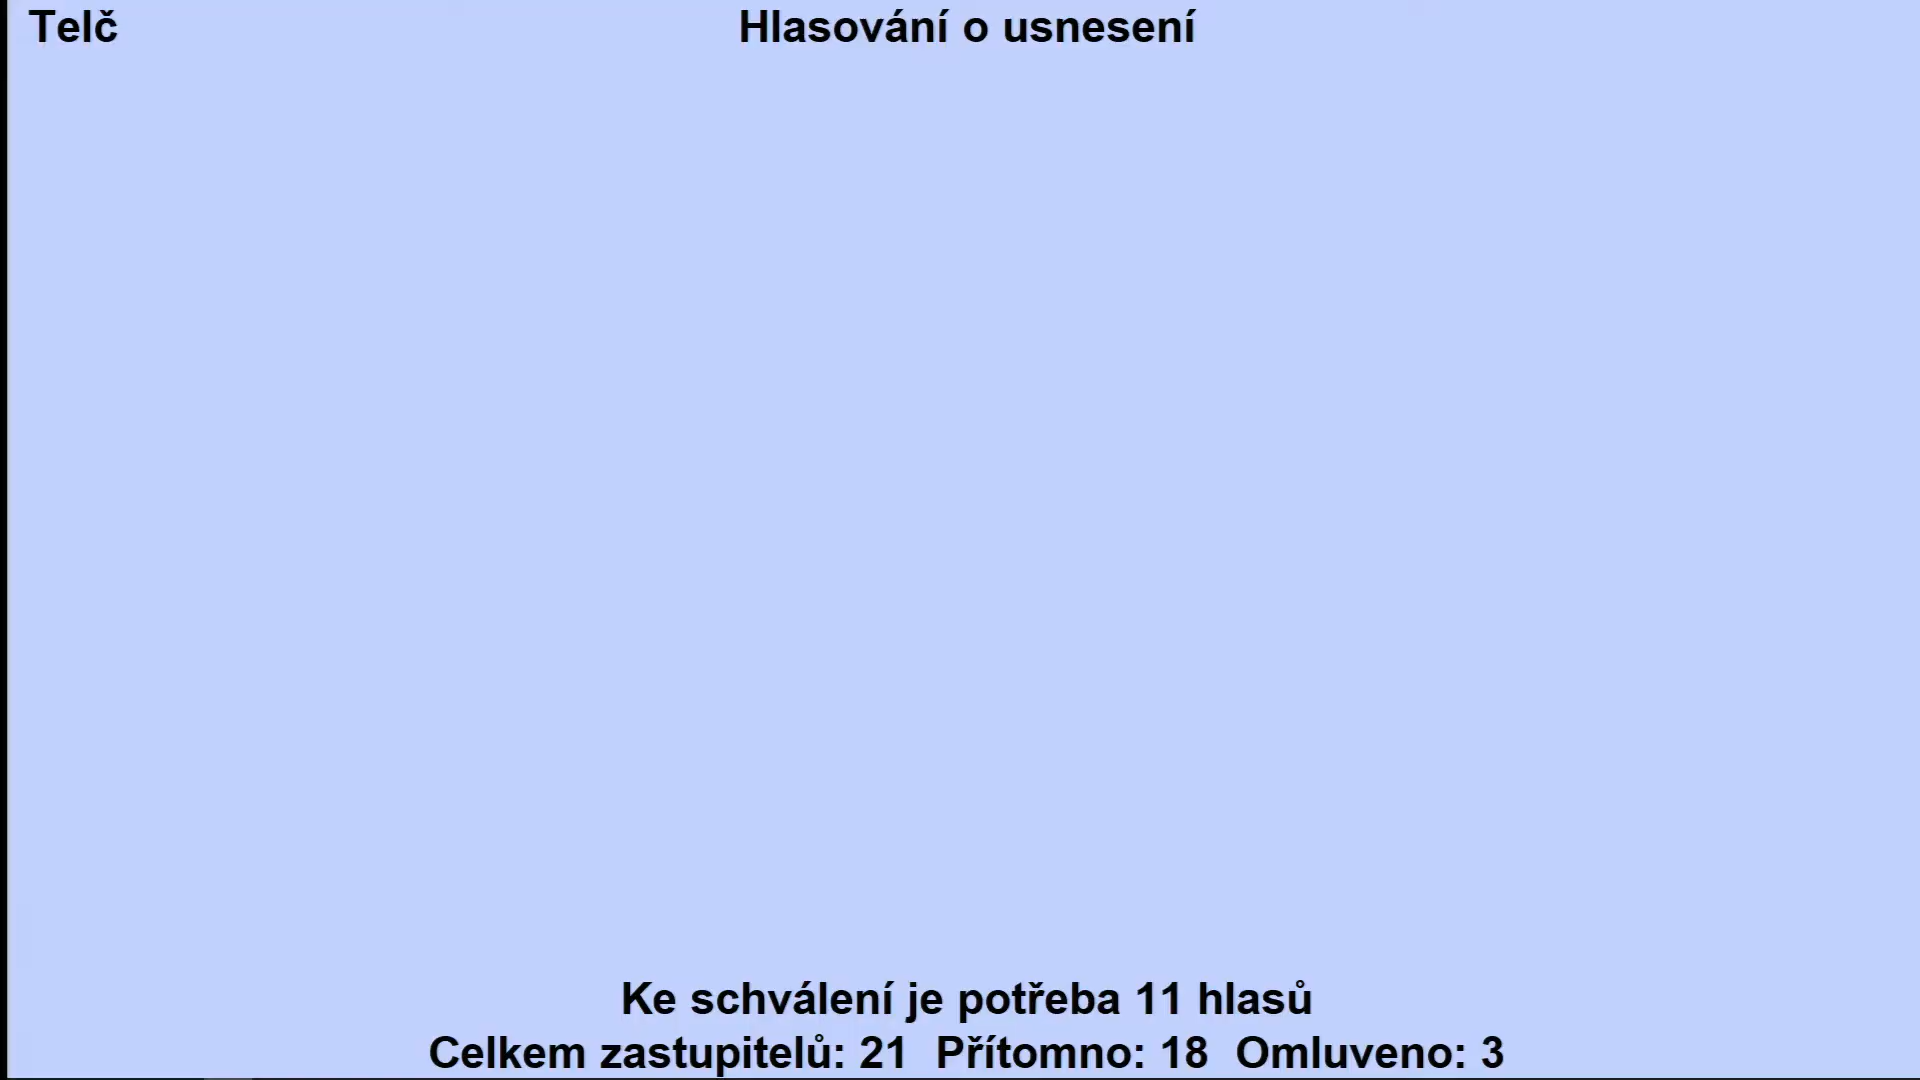 Telč
Hlasování o usnesení
Ke schválení je potřeba 11 hlasů
Celkem zastupitelů: 21 Přítomno: 18 Omluveno: 3